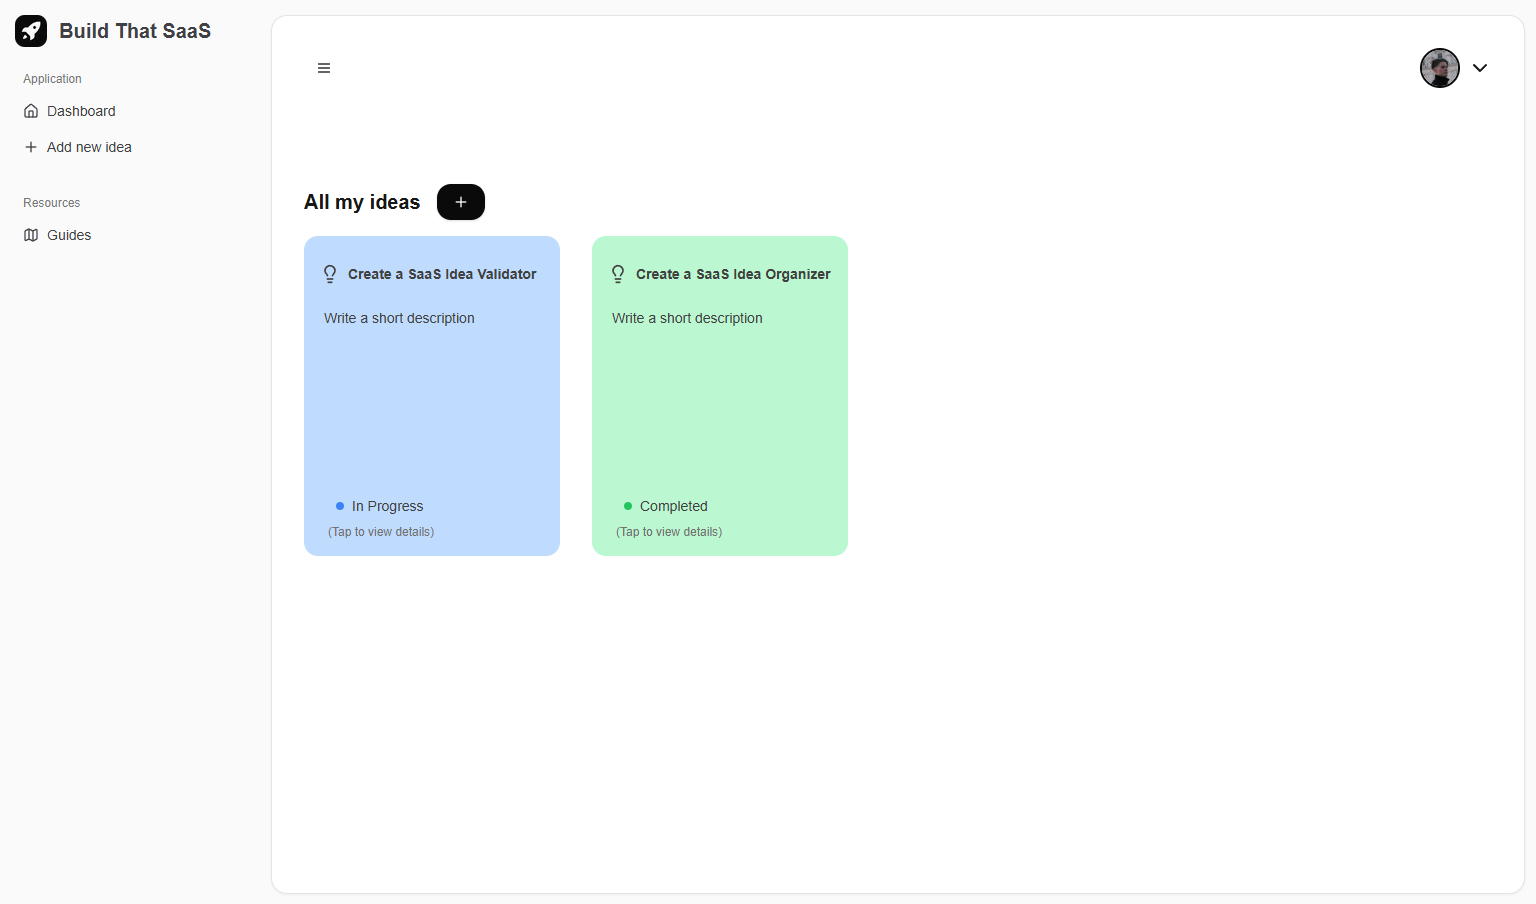 Build That SaaS
Application
Dashboard
Add new idea
Resources
Guides
All my ideas
Create a SaaS Idea Validator
Write a short description
In Progress
(Tap to view details)
Create a SaaS Idea Organizer
Write a short description
Completed
(Tap to view details)